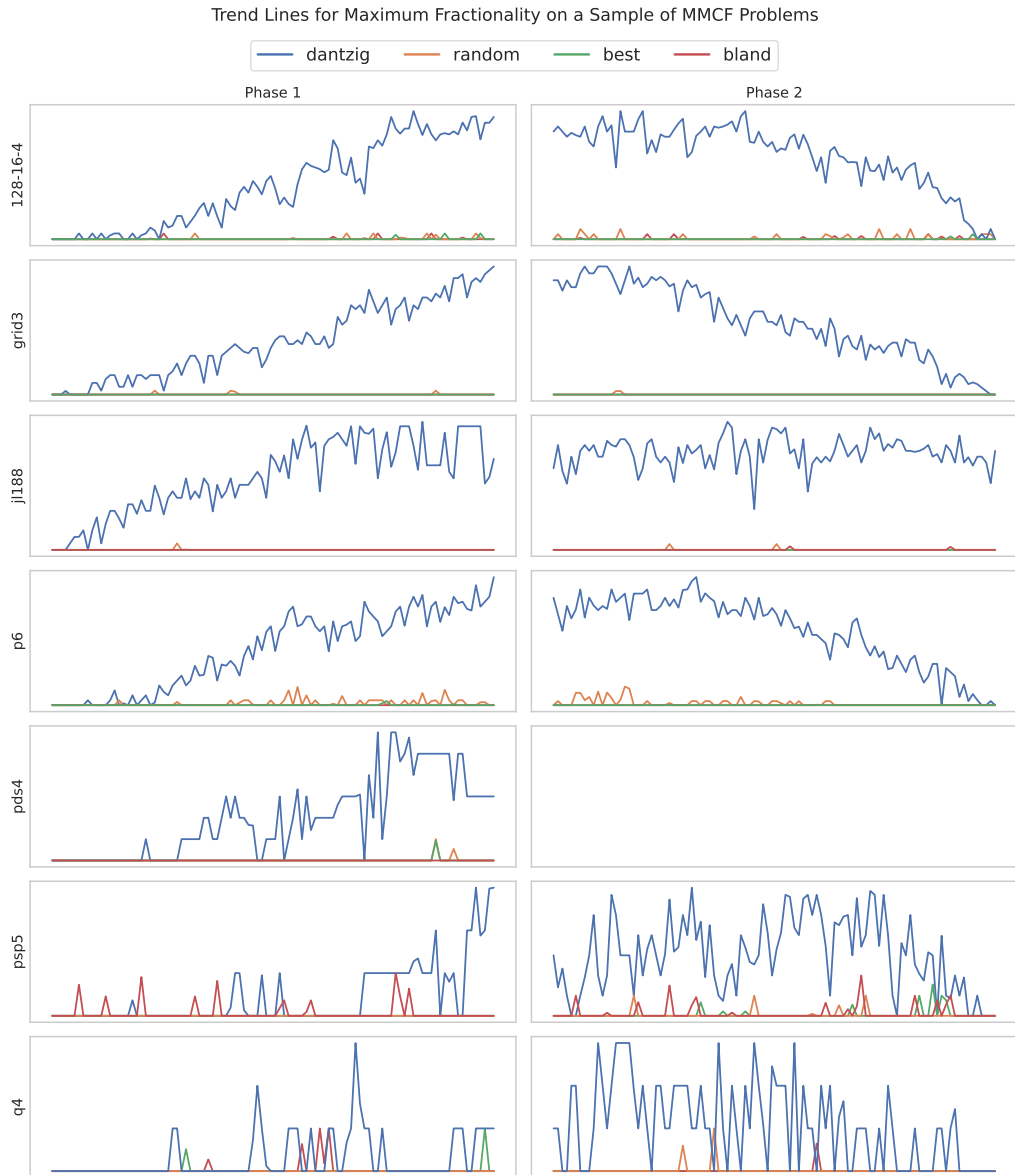 Trend Lines for Maximum Fractionality on a Sample of MMCF Problems
dantzig random best bland
Phase 1 Phase 2
128-16-4
grid3
jl188
p6
pds4
psp5
q4